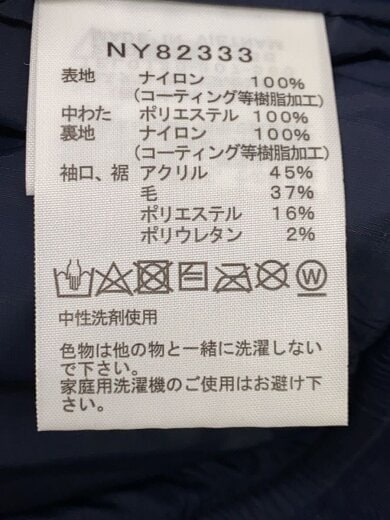 NY82333
表地 ナイロン 100%
(コーティング等樹脂加工)
中わた ポリエステル 100%
裏地 ナイロン 100%
(コーティング等樹脂加工)
袖口、裾 アクリル 45%
毛 37%
ポリエステル 16%
ポリウレタン 2%
W
中性洗剤使用
色物は他の物と一緒に洗濯しない
で下さい。
家庭用洗濯機のご使用はお避け下
さい。